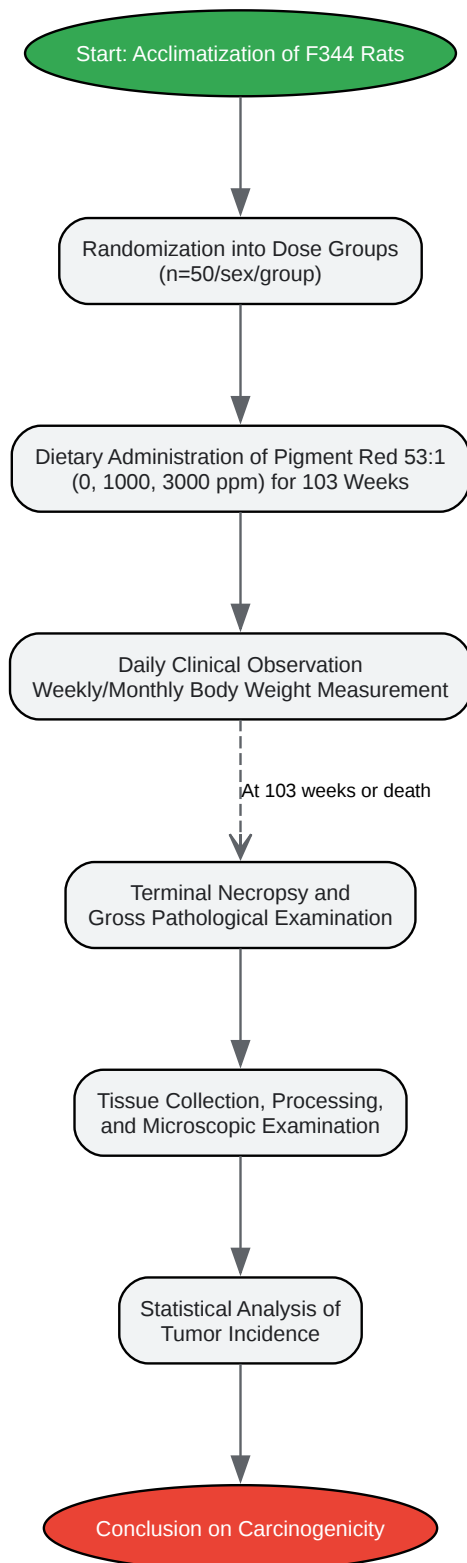 Start: Acclimatization of F344 Rats
Randomization into Dose Groups
(n=50/sex/group)
Dietary Administration of Pigment Red 53:1
(0, 1000, 3000 ppm) for 103 Weeks
Daily Clinical Observation
Weekly/Monthly Body Weight Measurement
At 103 weeks or death
Terminal Necropsy and
Gross Pathological Examination
Tissue Collection, Processing,
and Microscopic Examination
Statistical Analysis of
Tumor Incidence
Conclusion on Carcinogenicity